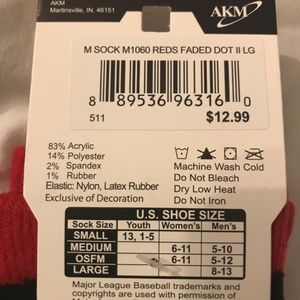 AKM
Martinsville, IN. 46151
AKM
M SOCK M1060 REDS FADED DOT II LG
8 89536 96316 0
511
$12.99
83% Acrylic
14% Polyester
2% Spandex
1% Rubber
Elastic: Nylon, Latex Rubber
Exclusive of Decoration
Machine Wash Cold
Do Not Bleach
Dry Low Heat
Do Not Iron
U.S. SHOE SIZE
Sock Size Youth Women's Men's
SMALL 13, 1-5
MEDIUM 6-11 5-10
OSFM 6-11 5-12
LARGE 8-13
Major League Baseball trademarks and
copyrights are used with permission of